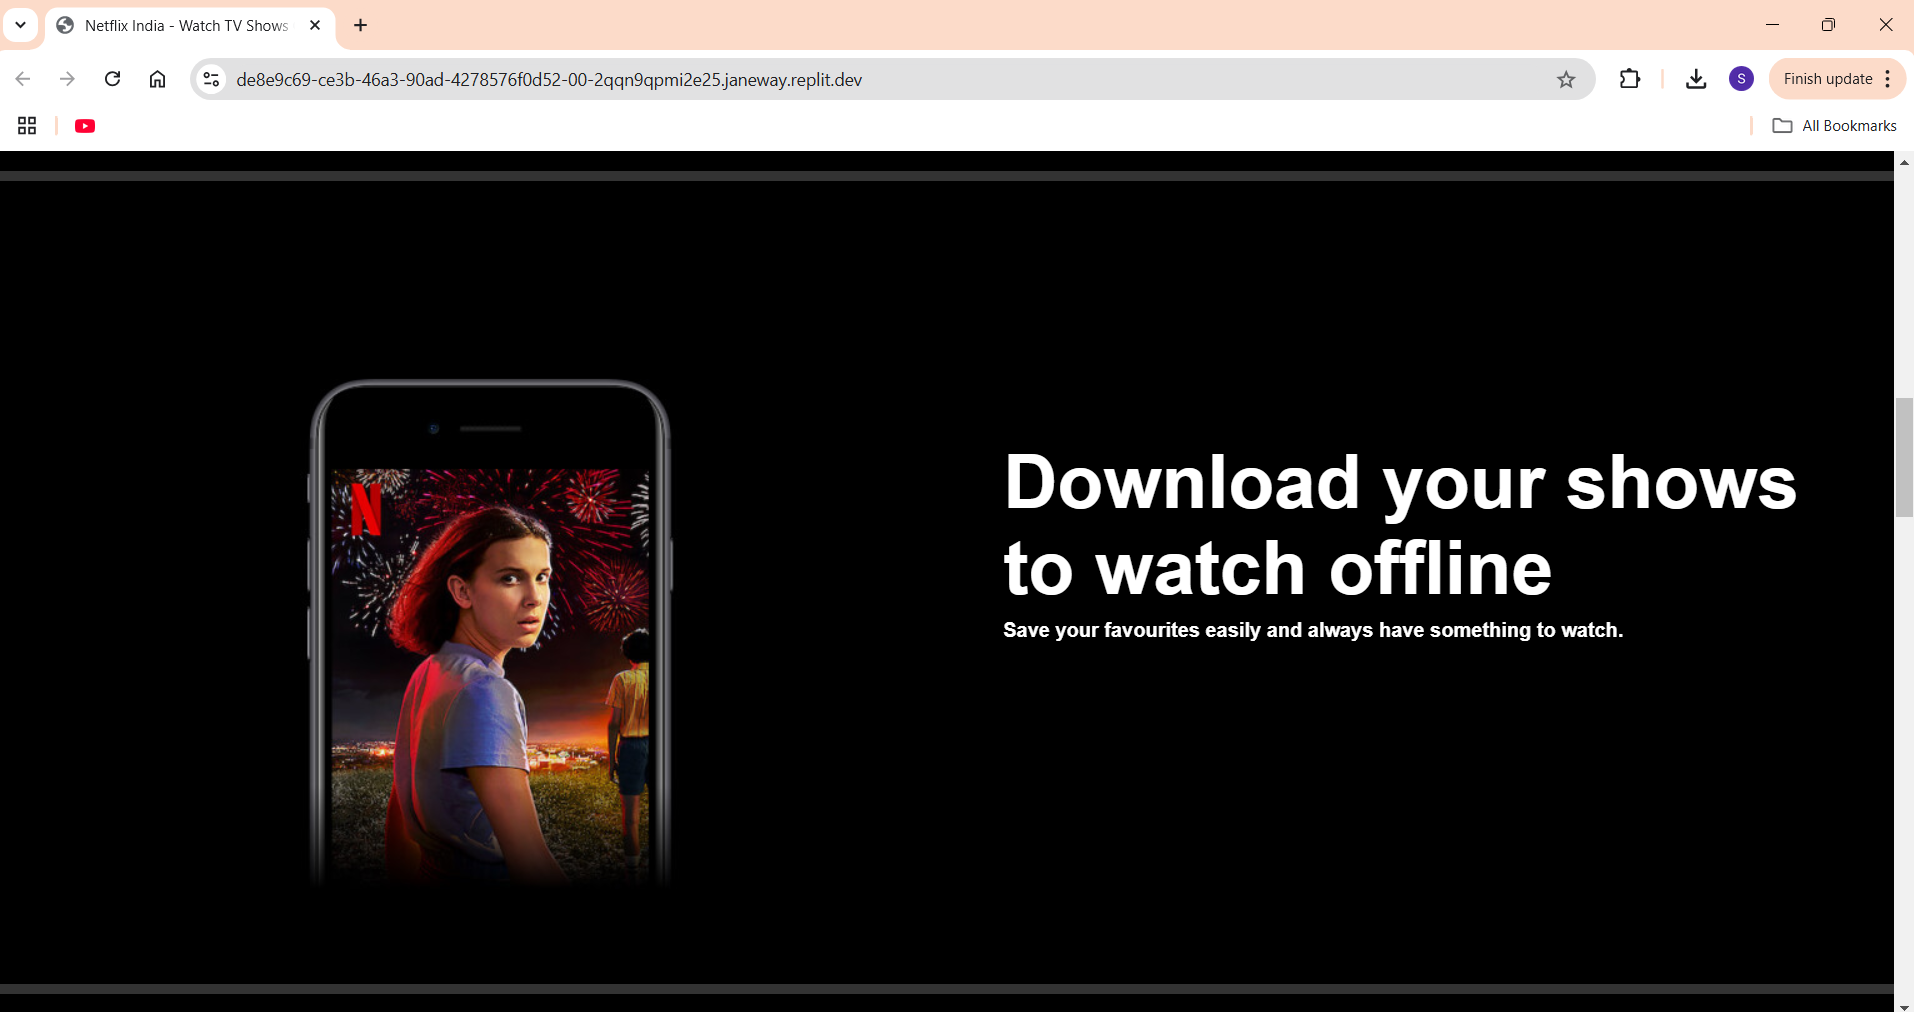 Netflix India - Watch TV Shows
de8e9c69-ce3b-46a3-90ad-4278576f0d52-00-2qqn9qpmi2e25.janeway.replit.dev
S
Finish update
All Bookmarks
N
Download your shows
to watch offline
Save your favourites easily and always have something to watch.